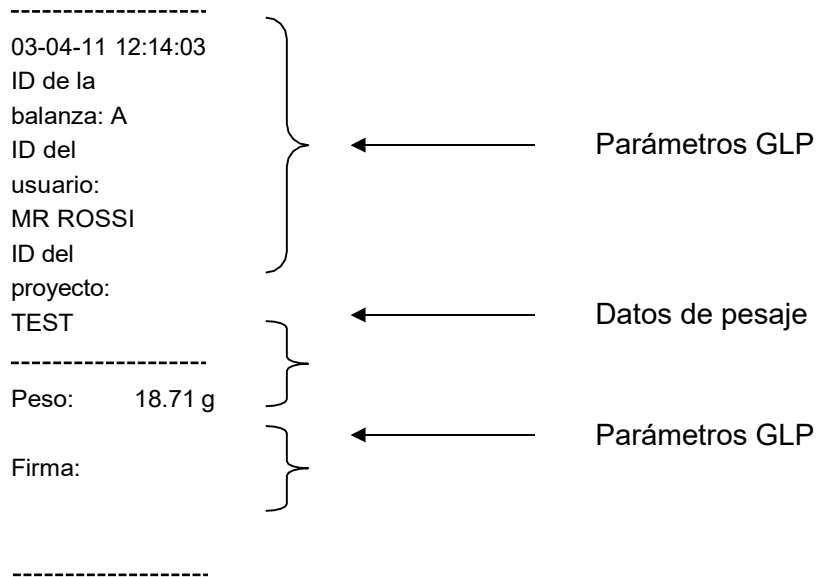 --------------------
03-04-11 12:14:03
ID de la
balanza: A
ID del
usuario:
MR ROSSI
ID del
proyecto:
TEST
--------------------
Peso: 18.71 g
Firma:
--------------------
Parámetros GLP
Datos de pesaje
Parámetros GLP